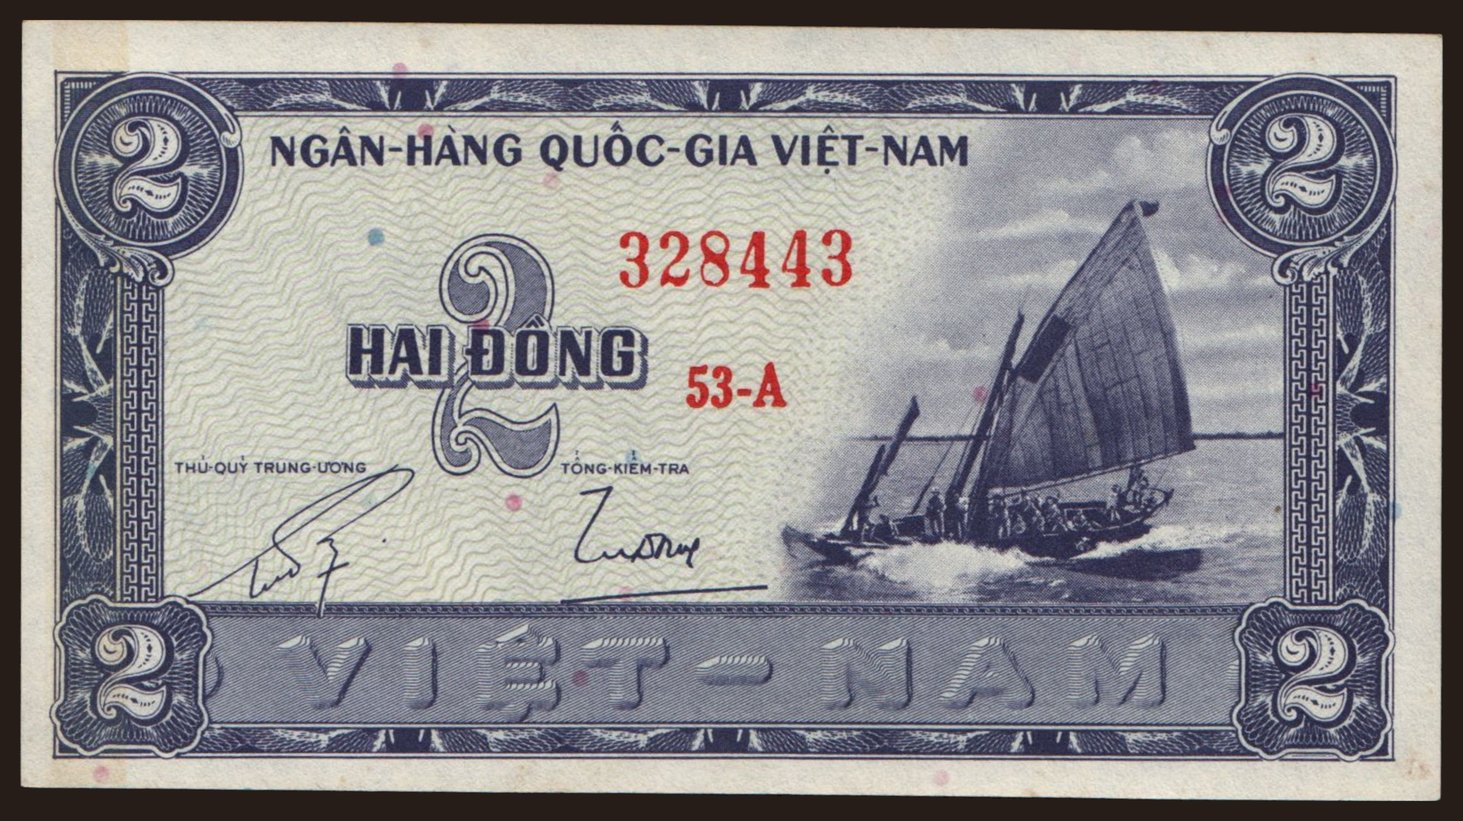 2 2
NGÂN-HÀNG QUỐC-GIA VIỆT-NAM
328443
2
HAI ĐỒNG
53-A
THỦ-QUỸ TRUNG-ƯƠNG TỔNG-KIỂM-TRA
2 VIỆT-NAM 2